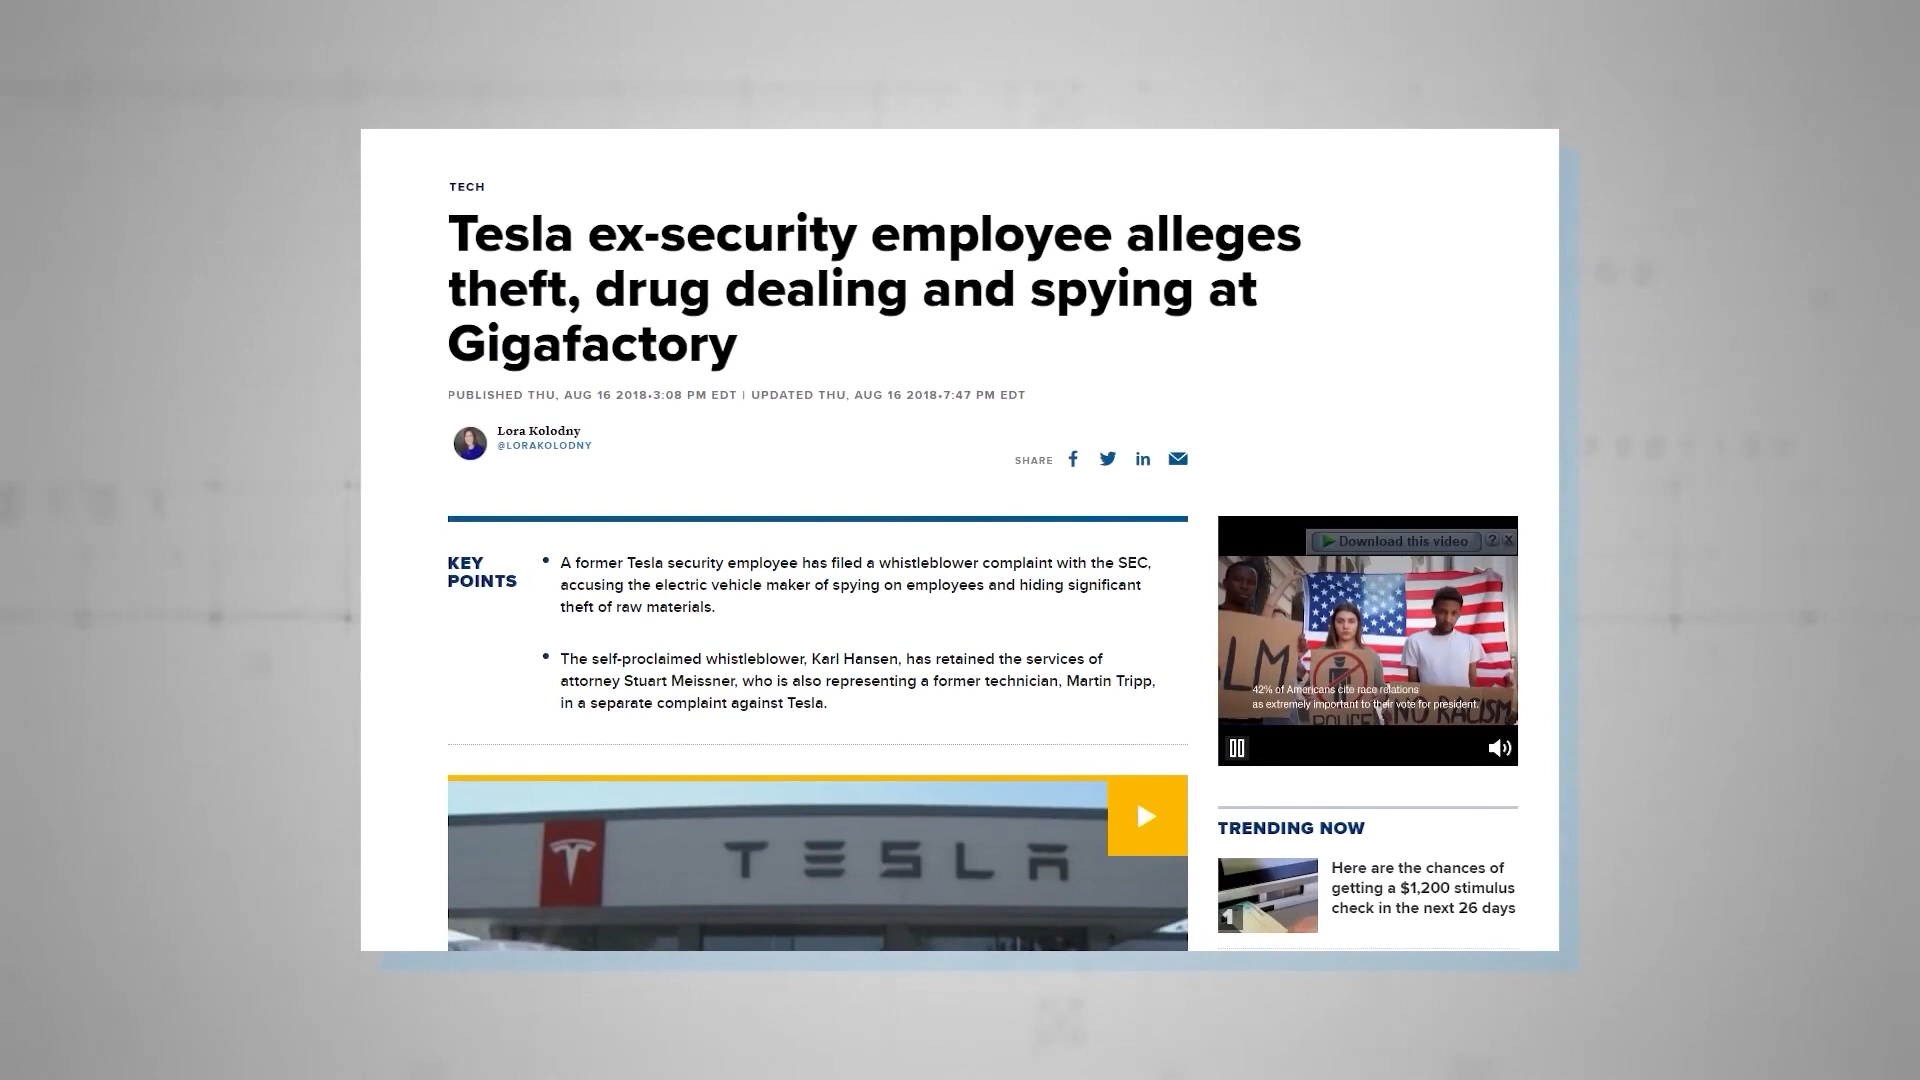 TECH
Tesla ex-security employee alleges
theft, drug dealing and spying at
Gigafactory
PUBLISHED THU, AUG 16 2018•3:08 PM EDT | UPDATED THU, AUG 16 2018•7:47 PM EDT
Lora Kolodny
@LORAKOLODNY
SHARE
KEY
POINTS
• A former Tesla security employee has filed a whistleblower complaint with the SEC,
accusing the electric vehicle maker of spying on employees and hiding significant
theft of raw materials.
• The self-proclaimed whistleblower, Karl Hansen, has retained the services of
attorney Stuart Meissner, who is also representing a former technician, Martin Tripp,
in a separate complaint against Tesla.
TESLA
Download this video ? X
LM
42% of Americans cite race relations
as extremely important to their vote for president.
POLICE
NO RACISM
TRENDING NOW
1
Here are the chances of
getting a $1,200 stimulus
check in the next 26 days